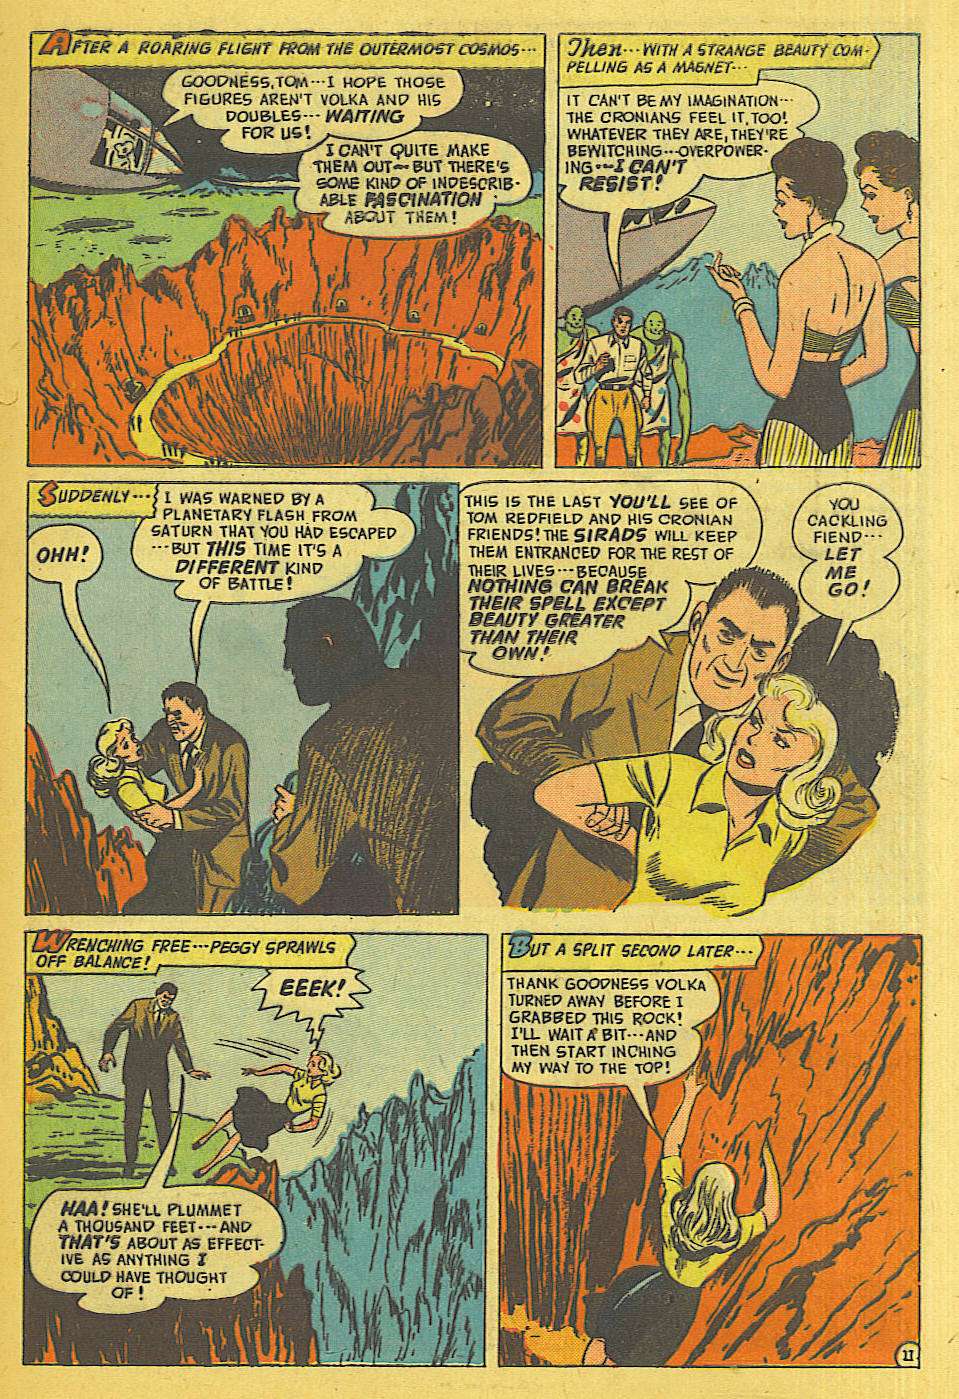 AFTER A ROARING FLIGHT FROM THE OUTERMOST COSMOS...
GOODNESS, TOM...I HOPE THOSE
FIGURES AREN'T VOLKA AND HIS
DOUBLES...WAITING
FOR US!
I CAN'T QUITE MAKE
THEM OUT--BUT THERE'S
SOME KIND OF INDESCRIB-
ABLE FASCINATION
ABOUT THEM!
Then...WITH A STRANGE BEAUTY COM-
PELLING AS A MAGNET...
IT CAN'T BE MY IMAGINATION...
THE CRONIANS FEEL IT, TOO!
WHATEVER THEY ARE, THEY'RE
BEWITCHING...OVERPOWER-
ING--I CAN'T
RESIST!
SUDDENLY...
OHH!
I WAS WARNED BY A
PLANETARY FLASH FROM
SATURN THAT YOU HAD ESCAPED
...BUT THIS TIME IT'S A
DIFFERENT KIND
OF BATTLE!
THIS IS THE LAST YOU'LL SEE OF
TOM REDFIELD AND HIS CRONIAN
FRIENDS! THE SIRADS WILL KEEP
THEM ENTRANCED FOR THE REST OF
THEIR LIVES...BECAUSE
NOTHING CAN BREAK
THEIR SPELL EXCEPT
BEAUTY GREATER
THAN THEIR
OWN!
YOU
CACKLING
FIEND...
LET
ME
GO!
WRENCHING FREE...PEGGY SPRAWLS
OFF BALANCE!
EEEK!
HAA! SHE'LL PLUMMET
A THOUSAND FEET...AND
THAT'S ABOUT AS EFFECT-
IVE AS ANYTHING I
COULD HAVE THOUGHT
OF!
BUT A SPLIT SECOND LATER...
THANK GOODNESS VOLKA
TURNED AWAY BEFORE I
GRABBED THIS ROCK!
I'LL WAIT A BIT...AND
THEN START INCHING
MY WAY TO THE TOP!
11